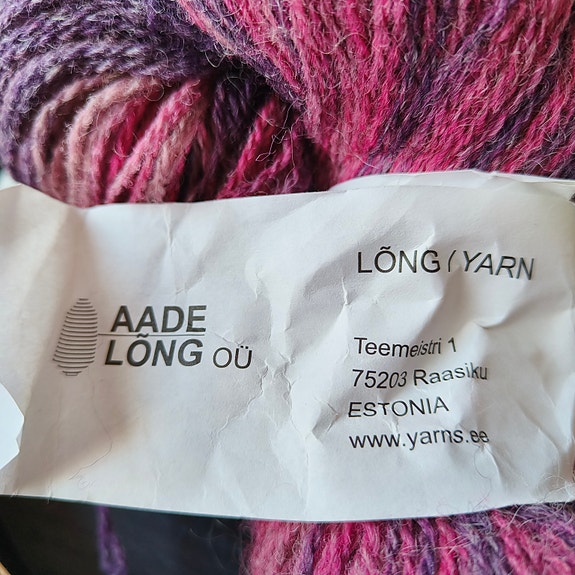 AADE
LÕNG OÜ
LÕNG / YARN
Teemeistri 1
75203 Raasiku
ESTONIA
www.yarns.ee